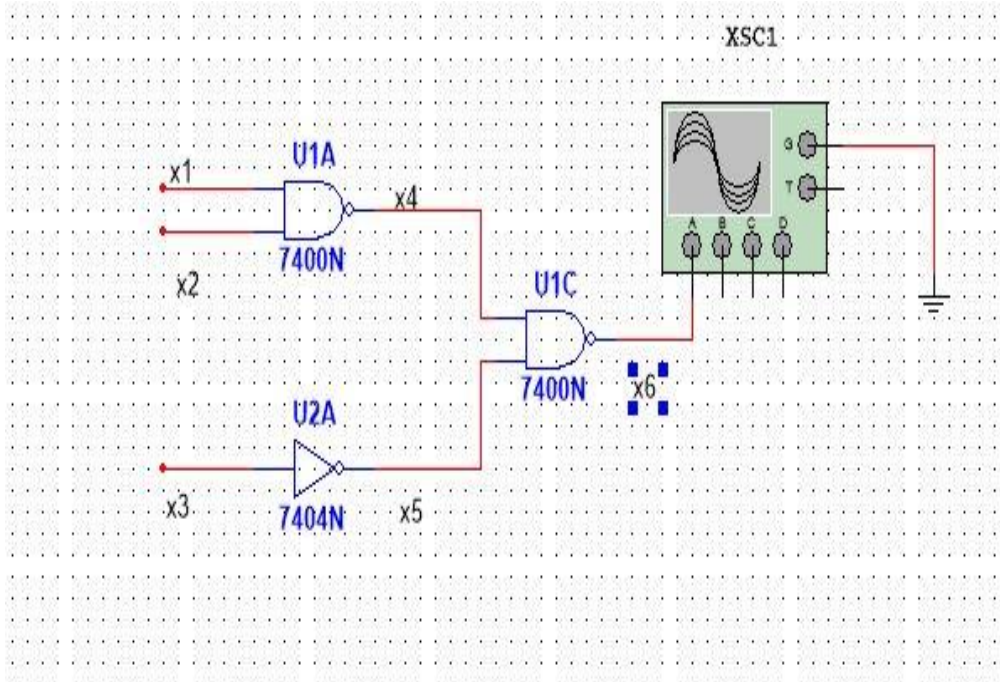 XSC1
G
T
A B C D
U1A
x1
x4
7400N
x2
U1C
7400N
x6
U2A
x3
7404N
x5